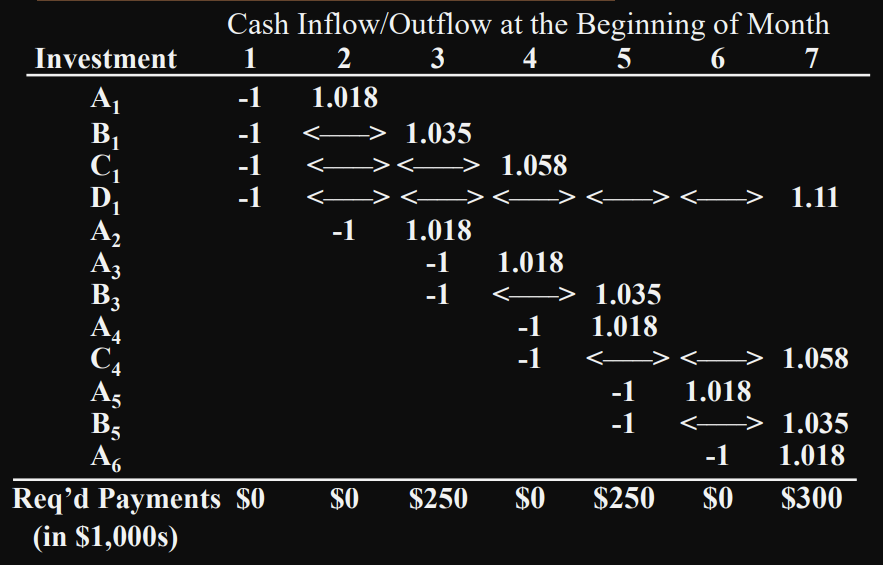 Cash Inflow/Outflow at the Beginning of Month
Investment 1 2 3 4 5 6 7
A₁ -1 1.018
B₁ -1 <——> 1.035
C₁ -1 <——> <——> 1.058
D₁ -1 <——> <——> <——> <——> <——> 1.11
A₂ -1 1.018
A₃ -1 1.018
B₃ -1 <——> 1.035
A₄ -1 1.018
C₄ -1 <——> <——> 1.058
A₅ -1 1.018
B₅ -1 <——> 1.035
A₆ -1 1.018
Req’d Payments $0 $0 $250 $0 $250 $0 $300
(in $1,000s)